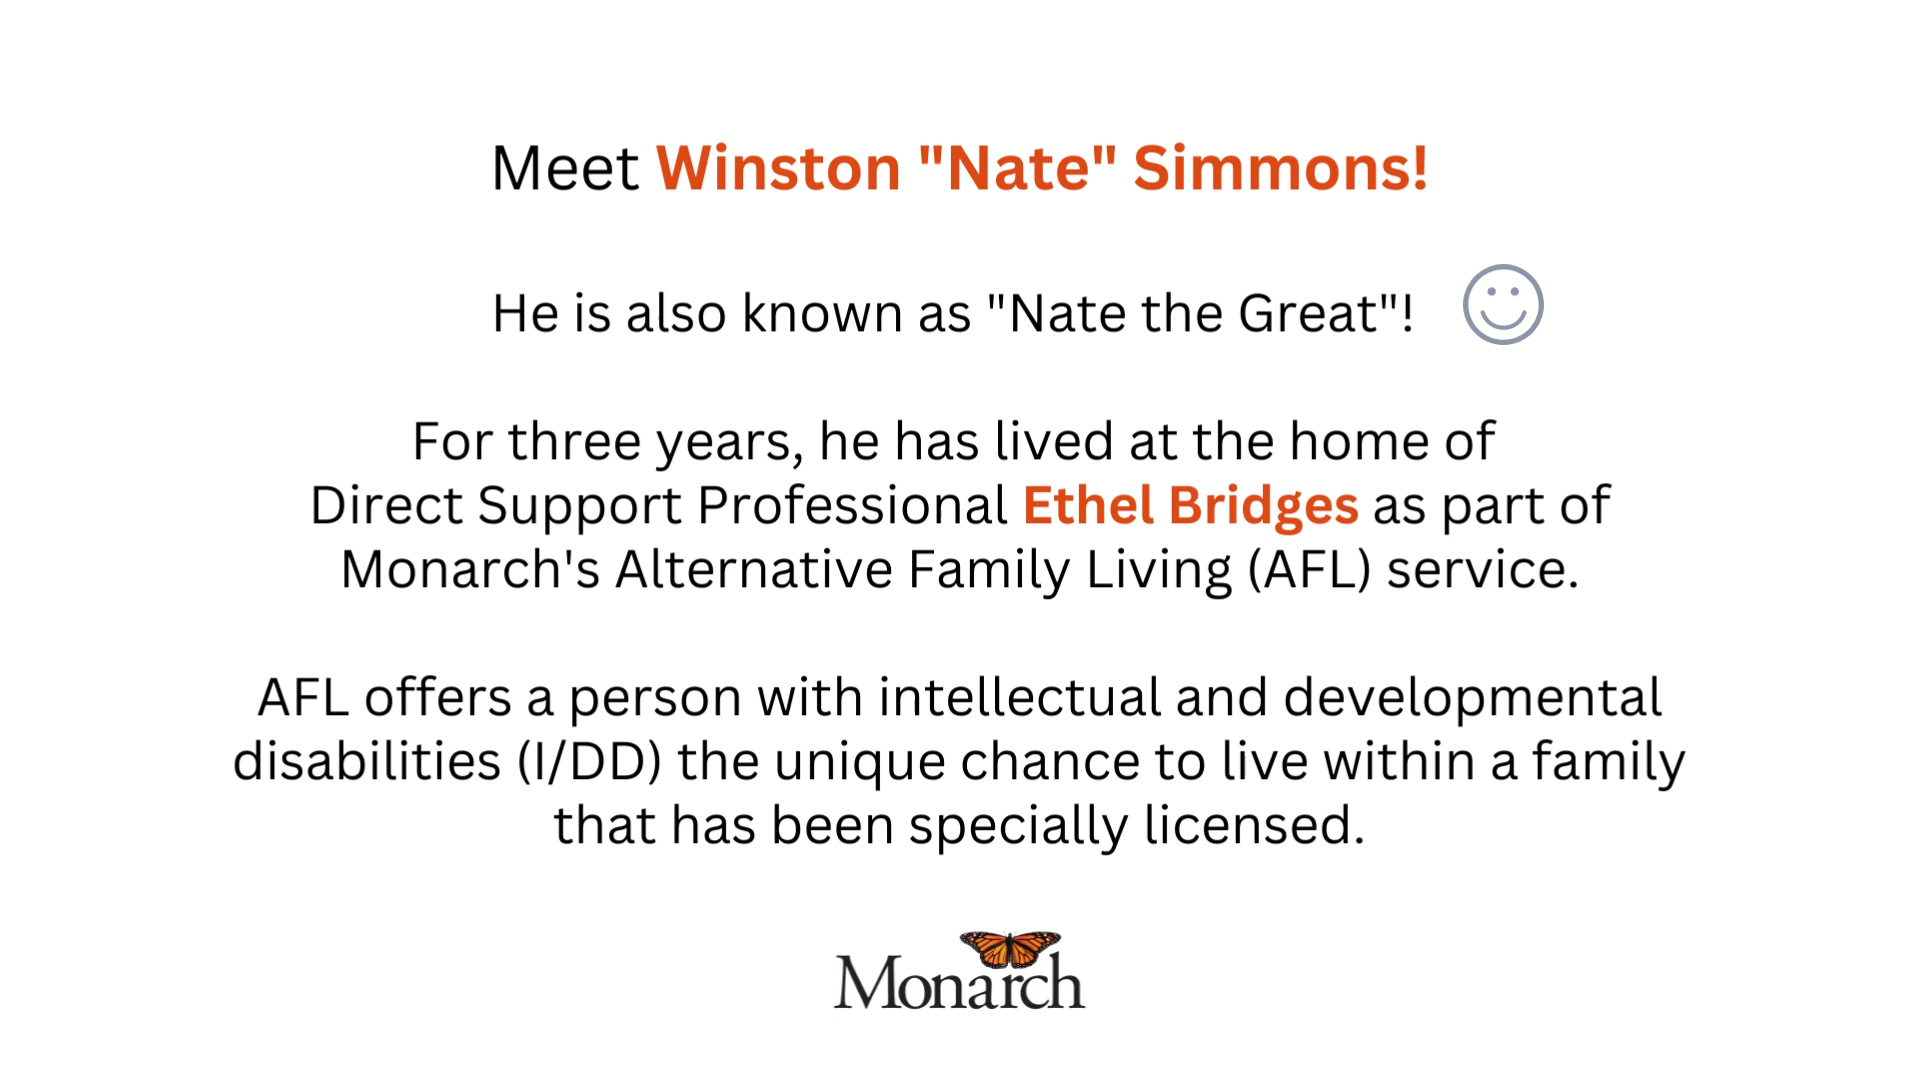 Meet Winston "Nate" Simmons!
He is also known as "Nate the Great"!
For three years, he has lived at the home of
Direct Support Professional Ethel Bridges as part of
Monarch's Alternative Family Living (AFL) service.
AFL offers a person with intellectual and developmental
disabilities (I/DD) the unique chance to live within a family
that has been specially licensed.
Monarch